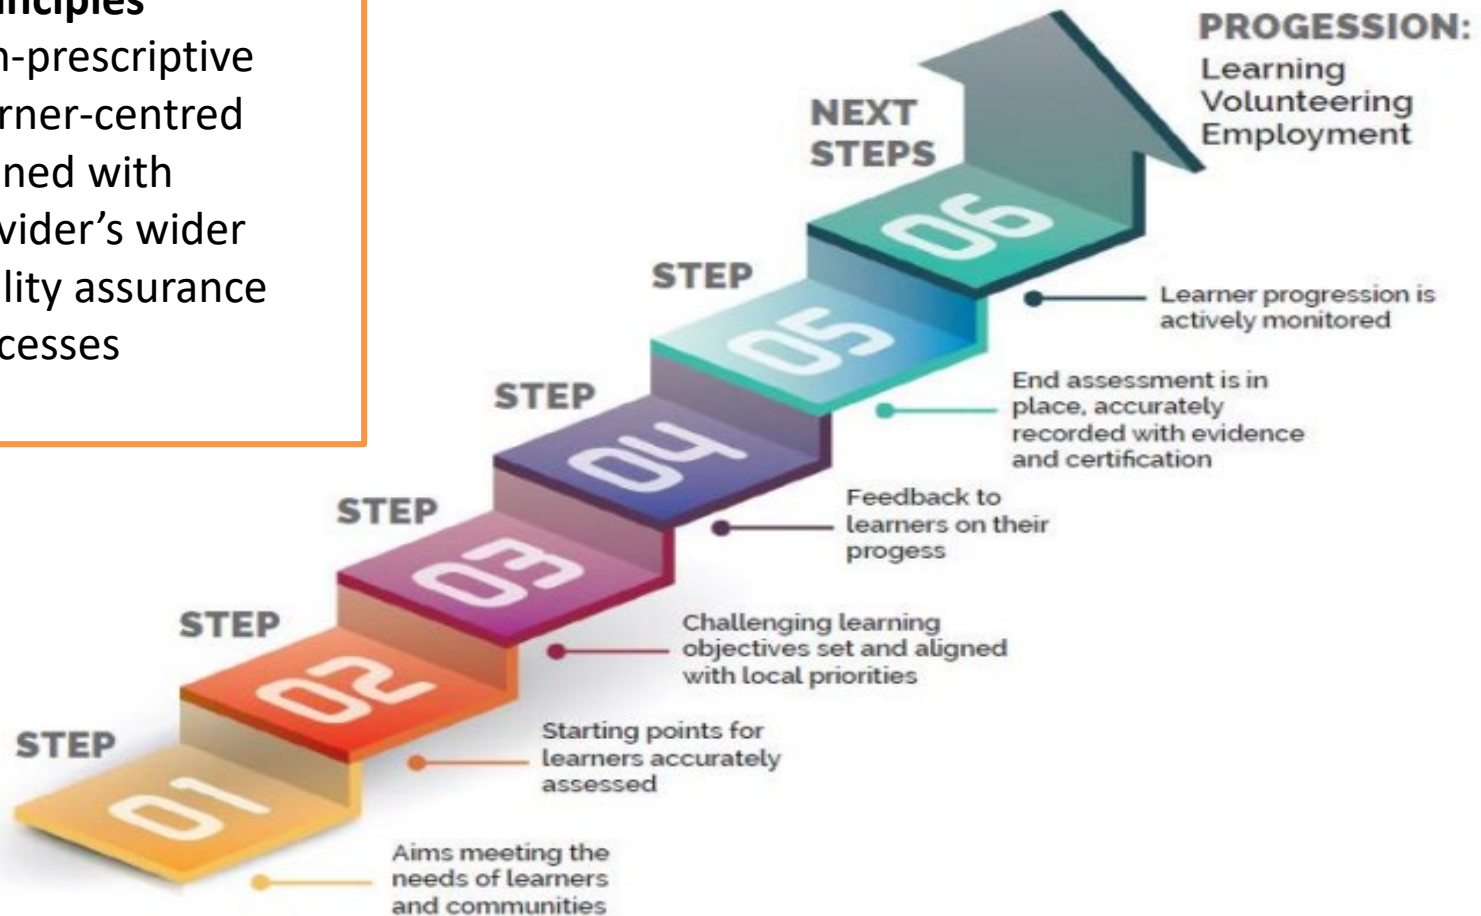 nciples
n-prescriptive
rner-centred
ned with
vider’s wider
lity assurance
cesses
PROGESSION:
Learning
Volunteering
Employment
NEXT
STEPS
06
Learner progression is
actively monitored
STEP
05
End assessment is in
place, accurately
recorded with evidence
and certification
STEP
04
Feedback to
learners on their
progess
STEP
03
Challenging learning
objectives set and aligned
with local priorities
STEP
02
Starting points for
learners accurately
assessed
STEP
01
Aims meeting the
needs of learners
and communities